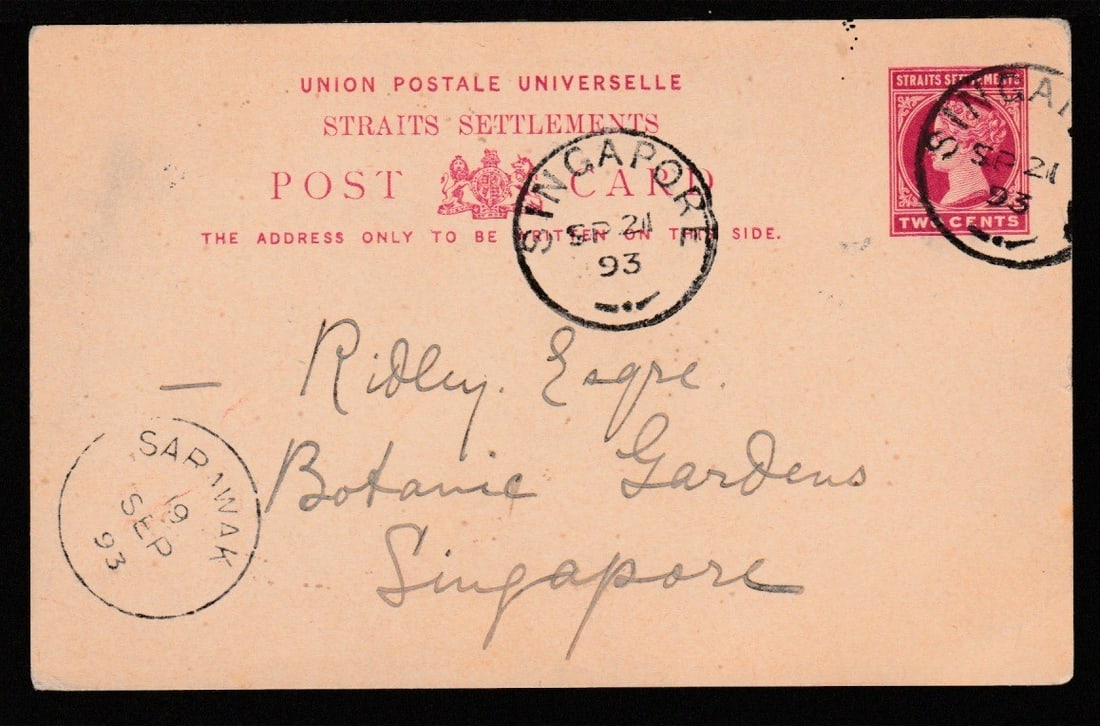 UNION POSTALE UNIVERSELLE
STRAITS SETTLEMENTS
POST CARD
THE ADDRESS ONLY TO BE WRITTEN ON THIS SIDE.
STRAITS SETTLEMENTS
TWO CENTS
SINGAPORE
SP 21
93
SINGAP
SP 21
93
— Ridley. Esqre.
Botanic Gardens
Singapore
SARAWAK
19
SEP
93